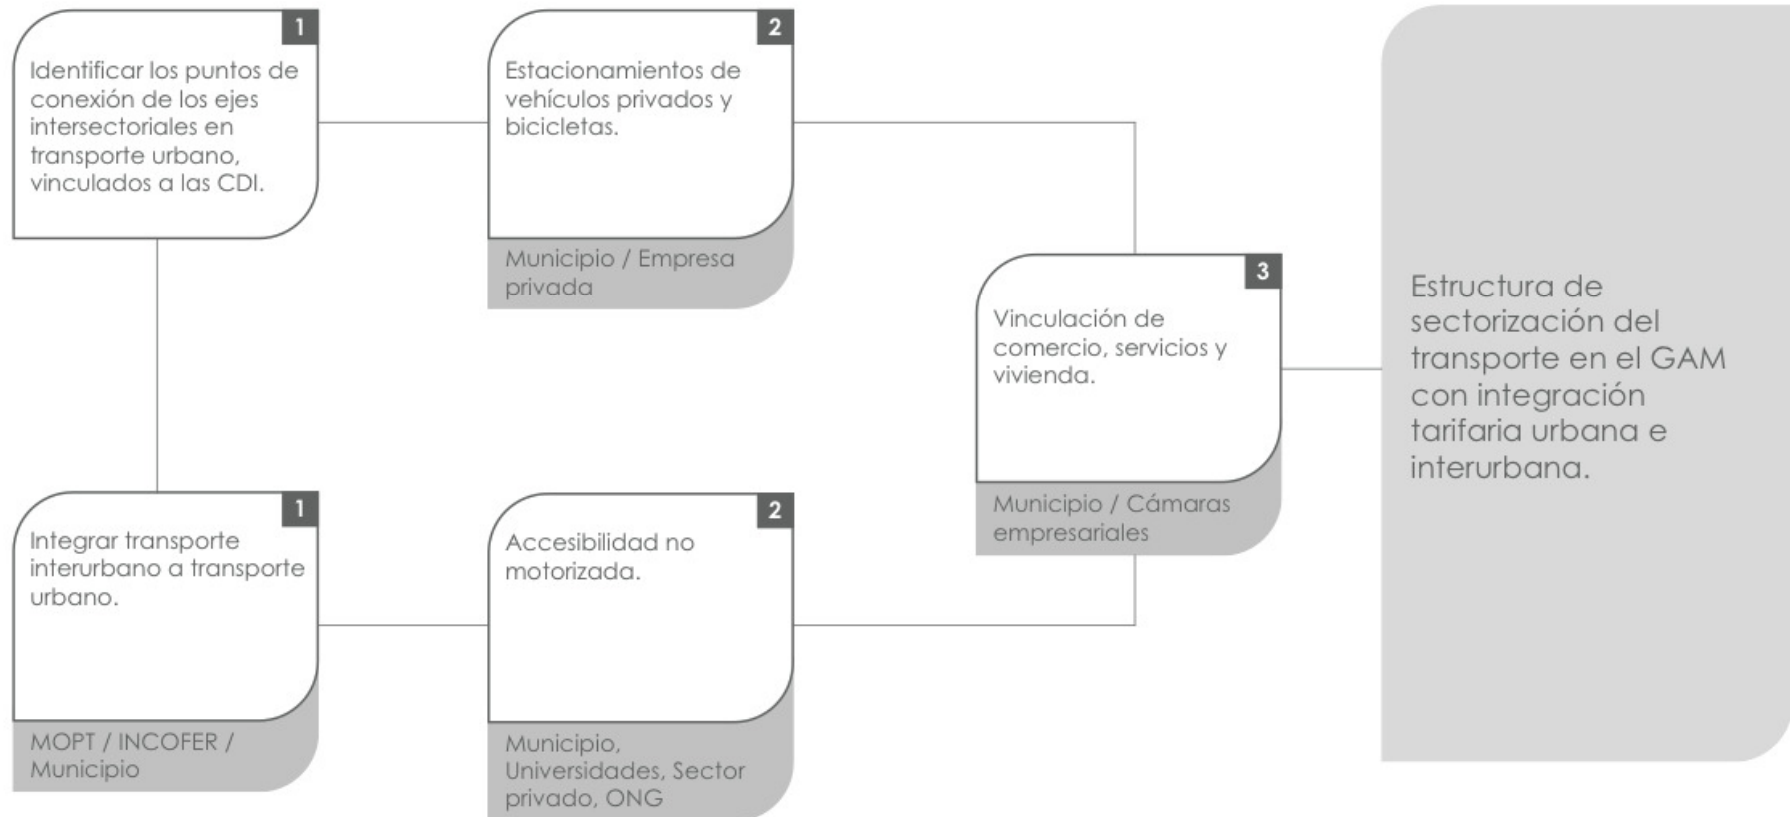 1
Identificar los puntos de
conexión de los ejes
intersectoriales en
transporte urbano,
vinculados a las CDI.
2
Estacionamientos de
vehículos privados y
bicicletas.
Municipio / Empresa
privada
1
Integrar transporte
interurbano a transporte
urbano.
MOPT / INCOFER /
Municipio
2
Accesibilidad no
motorizada.
Municipio,
Universidades, Sector
privado, ONG
3
Vinculación de
comercio, servicios y
vivienda.
Municipio / Cámaras
empresariales
Estructura de
sectorización del
transporte en el GAM
con integración
tarifaria urbana e
interurbana.